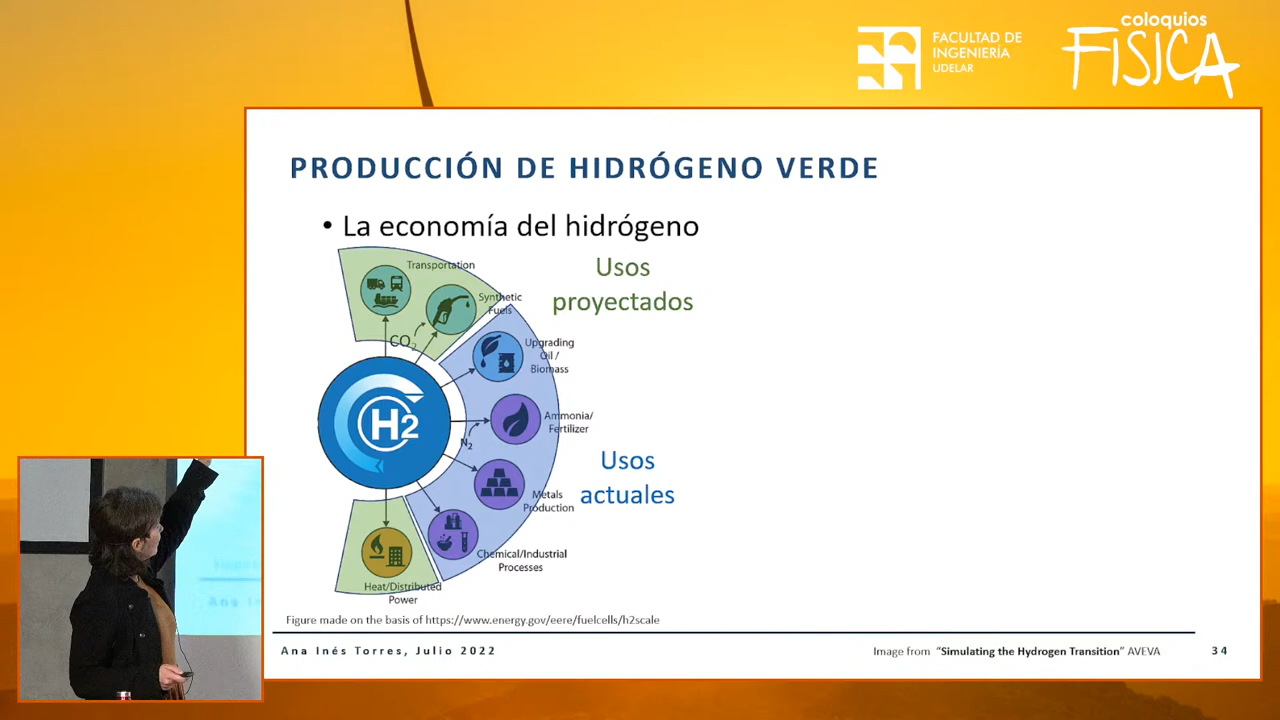 coloquios
FISICA
FACULTAD DE
INGENIERÍA
UDELAR
PRODUCCIÓN DE HIDRÓGENO VERDE
• La economía del hidrógeno
Usos
proyectados
Transportation
Synthetic
Fuels
CO2
Upgrading
Oil /
Biomass
H2
Ammonia/
Fertilizer
N2
Usos
actuales
Metals
Production
Chemical/Industrial
Processes
Heat/Distributed
Power
Figure made on the basis of https://www.energy.gov/eere/fuelcells/h2scale
Ana Inés Torres, Julio 2022
Image from "Simulating the Hydrogen Transition" AVEVA
34